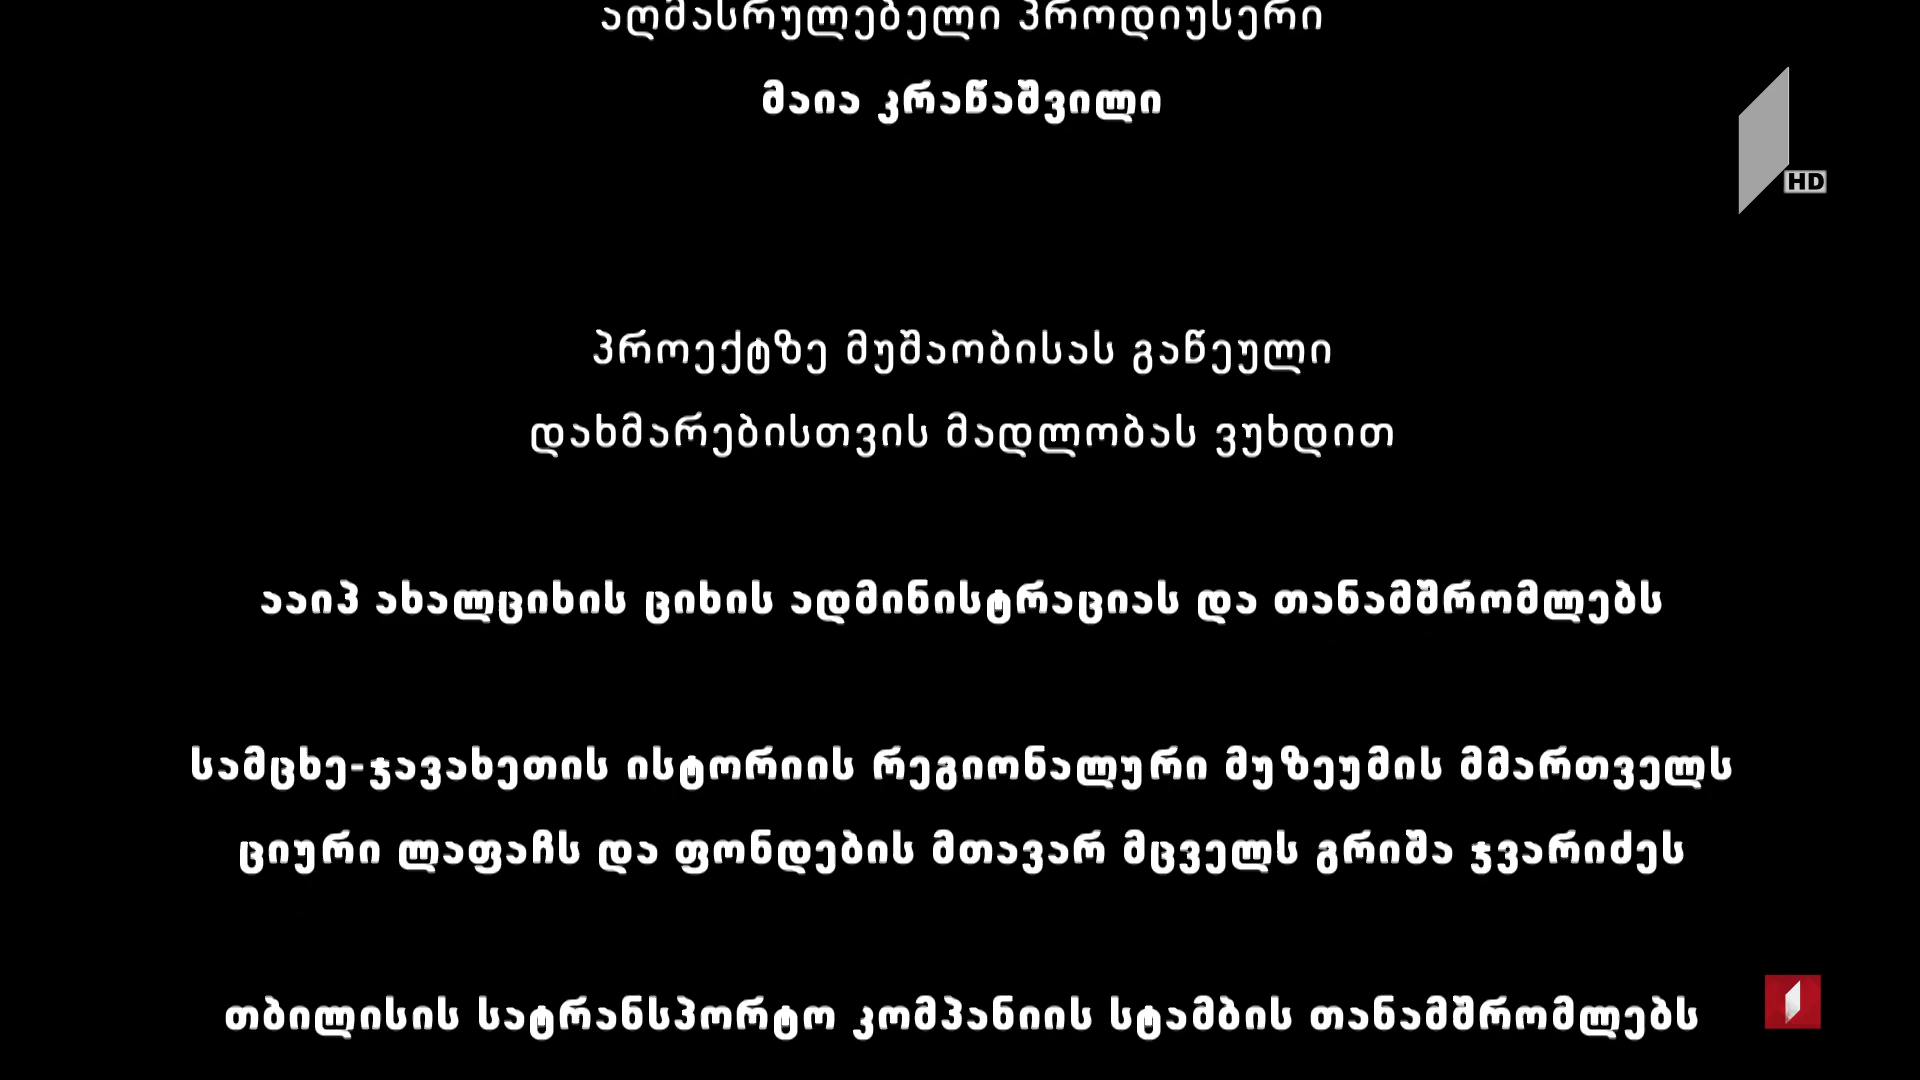 აღმასრულებელი პროდიუსერი
მაია კრაწაშვილი
HD
პროექტზე მუშაობისას გაწეული
დახმარებისთვის მადლობას ვუხდით
ააიპ ახალციხის ციხის ადმინისტრაციას და თანამშრომლებს
სამცხე-ჯავახეთის ისტორიის რეგიონალური მუზეუმის მმართველს
ციური ლაფაჩს და ფონდების მთავარ მცველს გრიშა ჯვარიძეს
თბილისის სატრანსპორტო კომპანიის სტამბის თანამშრომლებს